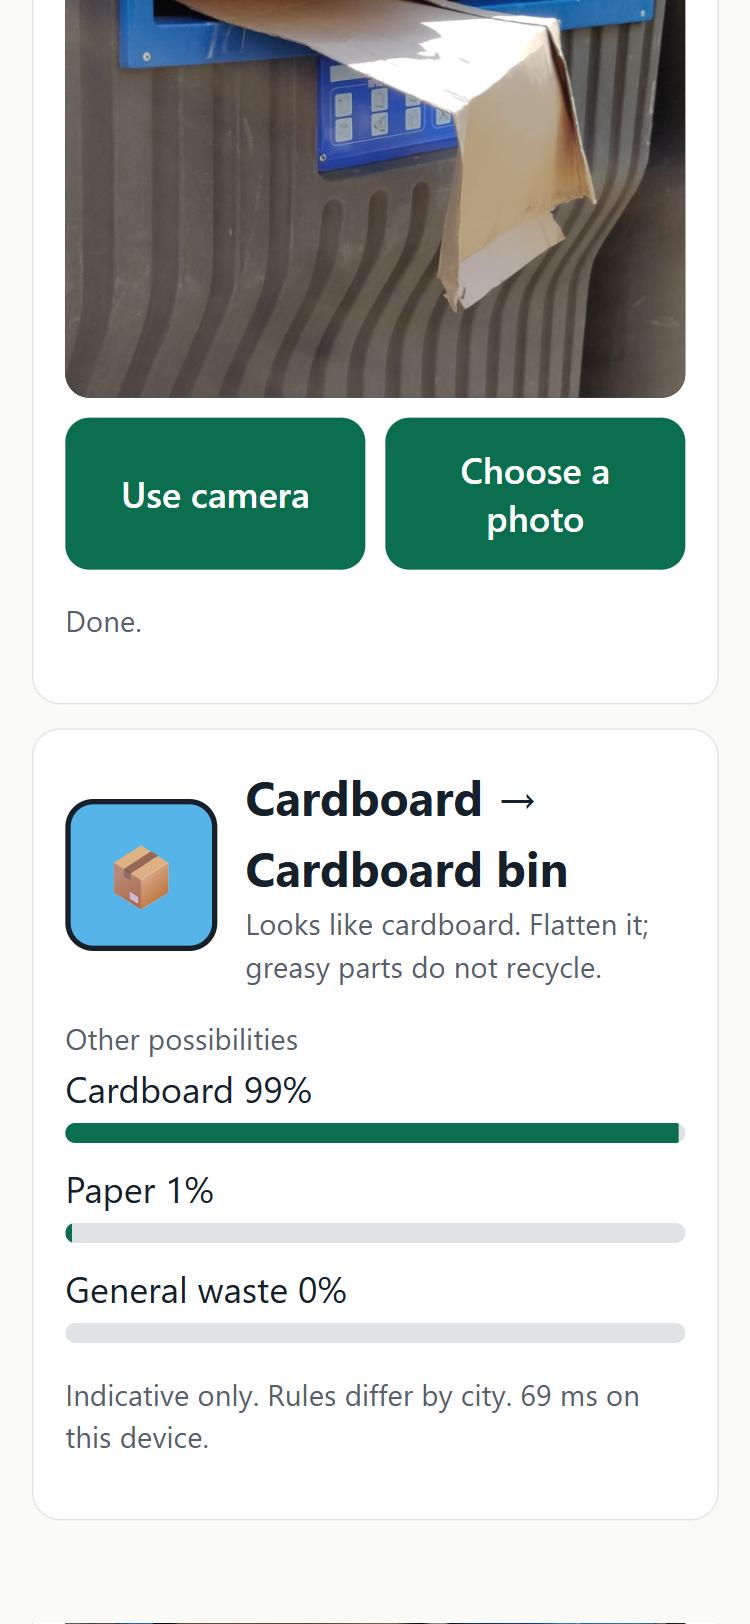 Use camera
Choose a
photo
Done.
Cardboard →
Cardboard bin
Looks like cardboard. Flatten it;
greasy parts do not recycle.
Other possibilities
Cardboard 99%
Paper 1%
General waste 0%
Indicative only. Rules differ by city. 69 ms on
this device.